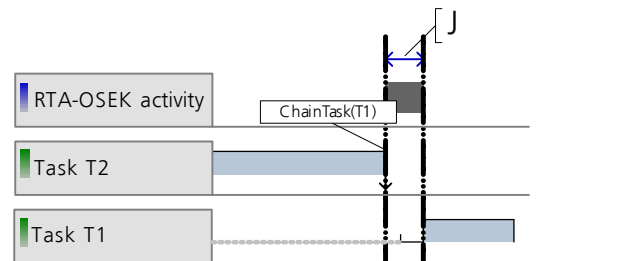 J
RTA-OSEK activity
ChainTask(T1)
Task T2
Task T1